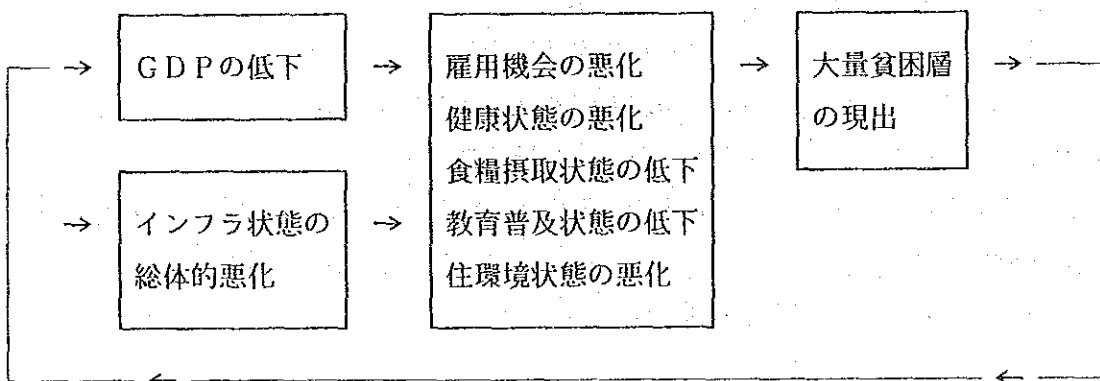 GDPの低下
インフラ状態の
総体的悪化
雇用機会の悪化
健康状態の悪化
食糧摂取状態の低下
教育普及状態の低下
住環境状態の悪化
大量貧困層
の現出